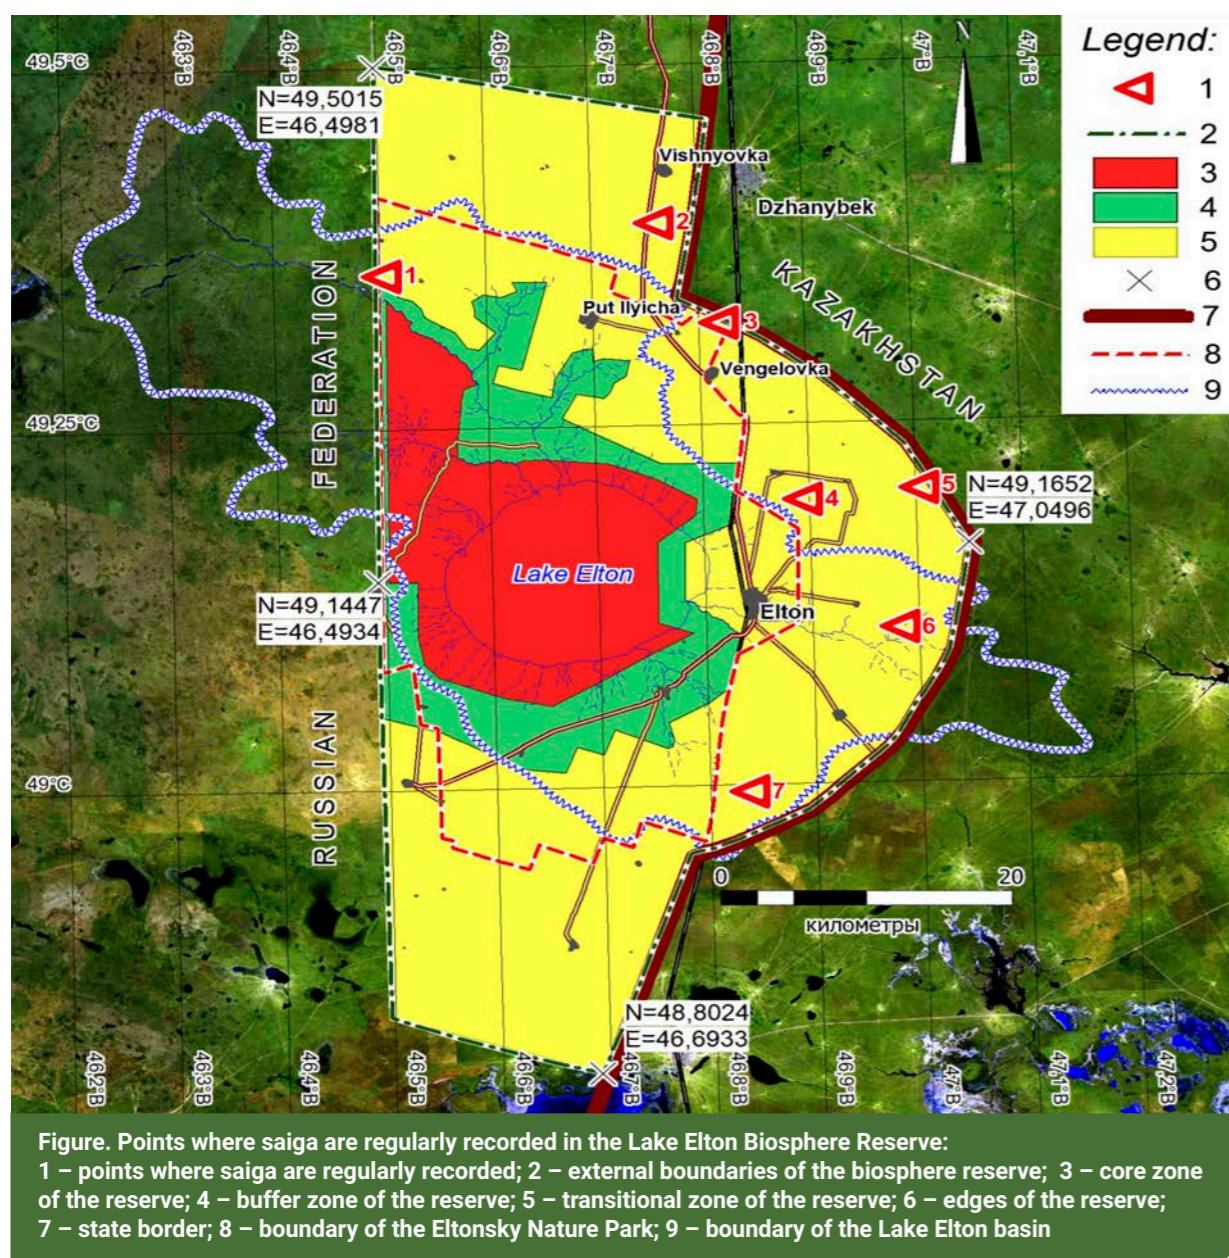 46,3°В
46,4°В
46,5°В
46,6°В
46,7°В
46,8°В
46,9°В
47°В
47,1°В
N
Legend:
1
2
3
4
5
6
7
8
9
49,5°С
N=49,5015
E=46,4981
Vishnyovka
Dzhanybek
2
1
KAZAKHSTAN
Put Ilyicha
3
Vengelovka
49,25°С
RUSSIAN FEDERATION
4
5
N=49,1652
E=47,0496
Lake Elton
N=49,1447
E=46,4934
Elton
6
49°С
7
0
20
километры
N=48,8024
E=46,6933
46,2°В
46,3°В
46,4°В
46,5°В
46,6°В
46,7°В
46,8°В
46,9°В
47°В
47,1°В
47,2°В
Figure. Points where saiga are regularly recorded in the Lake Elton Biosphere Reserve:
1 – points where saiga are regularly recorded; 2 – external boundaries of the biosphere reserve; 3 – core zone
of the reserve; 4 – buffer zone of the reserve; 5 – transitional zone of the reserve; 6 – edges of the reserve;
7 – state border; 8 – boundary of the Eltonsky Nature Park; 9 – boundary of the Lake Elton basin